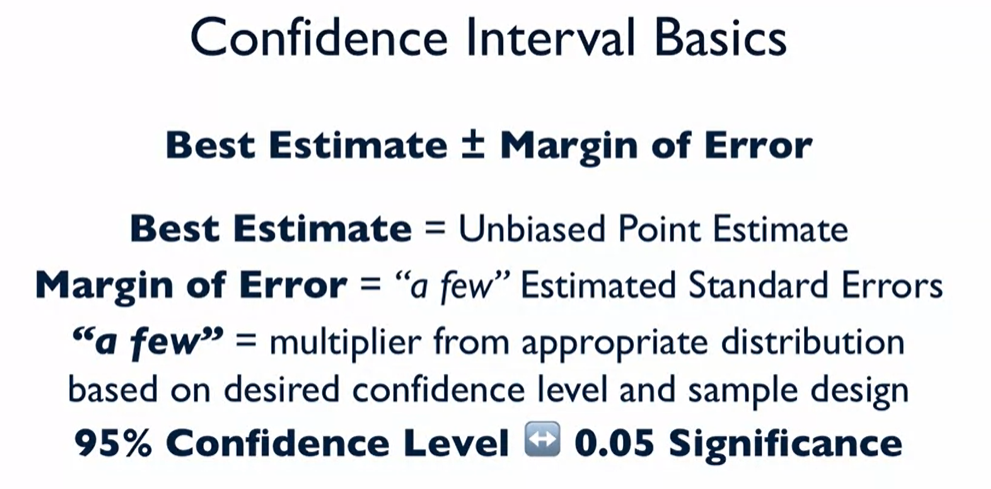 Confidence Interval Basics
Best Estimate ± Margin of Error
Best Estimate = Unbiased Point Estimate
Margin of Error = “a few” Estimated Standard Errors
“a few” = multiplier from appropriate distribution
based on desired confidence level and sample design
95% Confidence Level ↔ 0.05 Significance